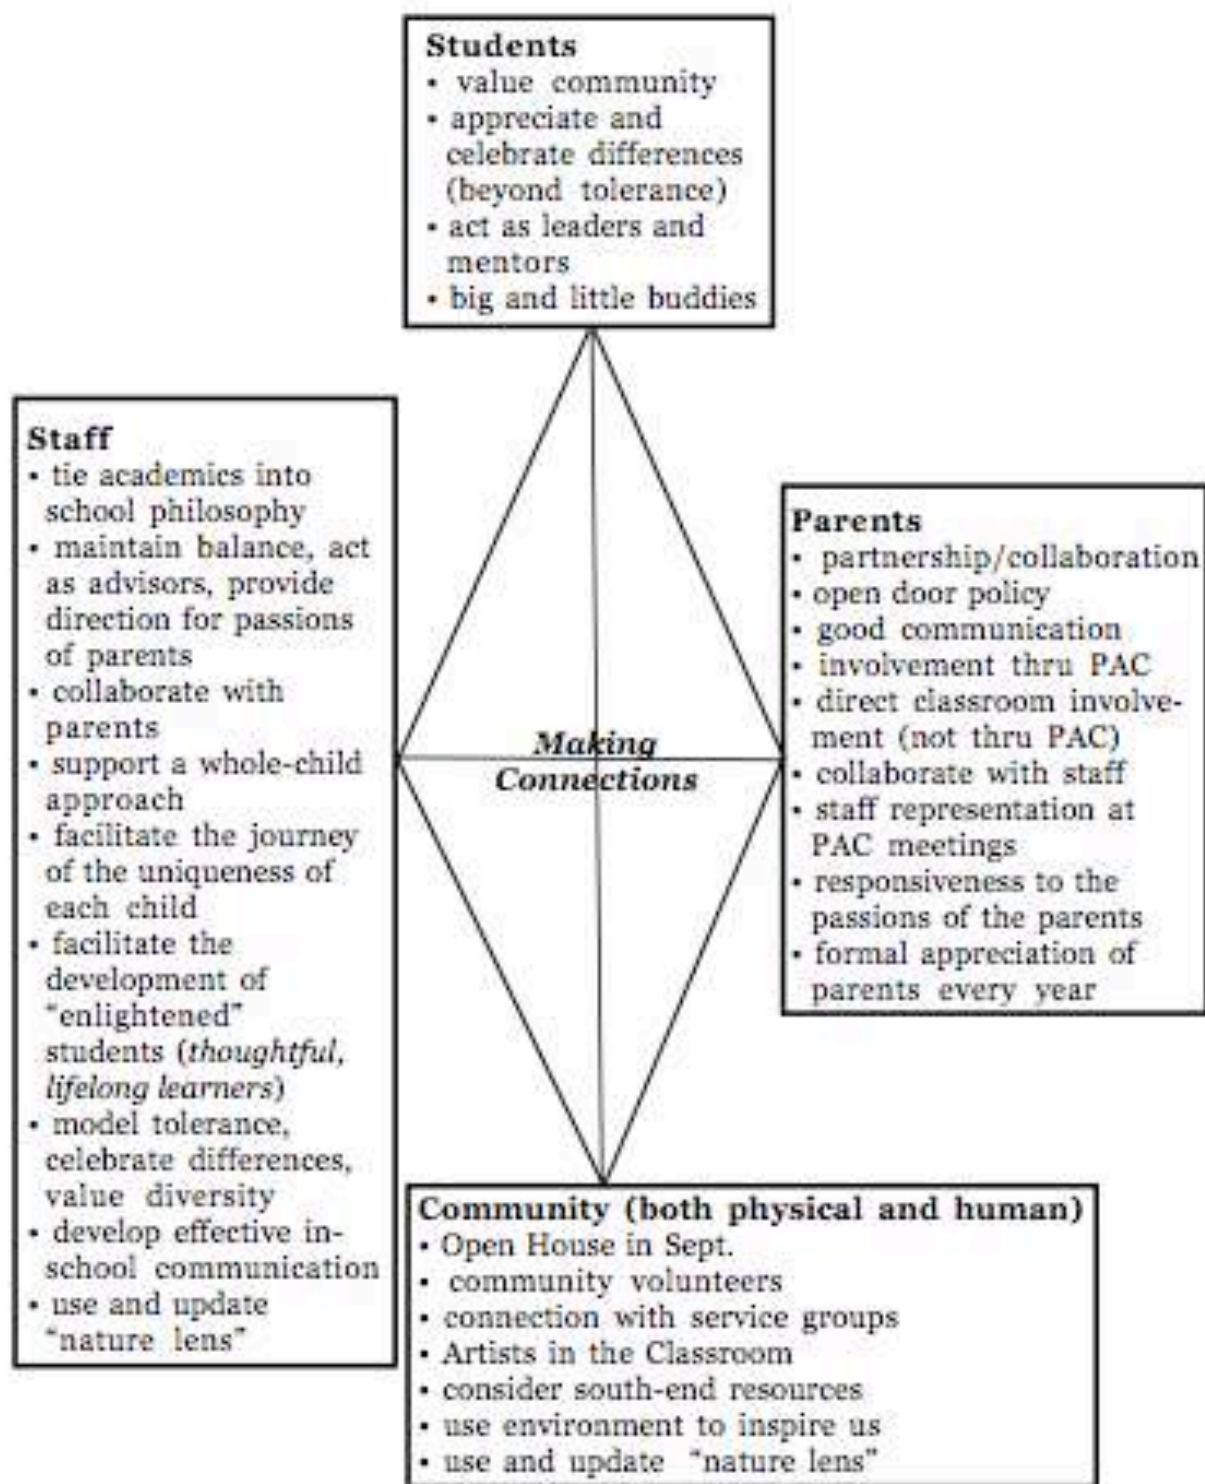 Students
• value community
• appreciate and
celebrate differences
(beyond tolerance)
• act as leaders and
mentors
• big and little buddies
Staff
• tie academics into
school philosophy
• maintain balance, act
as advisors, provide
direction for passions
of parents
• collaborate with
parents
• support a whole-child
approach
• facilitate the journey
of the uniqueness of
each child
• facilitate the
development of
“enlightened”
students (thoughtful,
lifelong learners)
• model tolerance,
celebrate differences,
value diversity
• develop effective in-
school communication
• use and update
“nature lens”
Making
Connections
Parents
• partnership/collaboration
• open door policy
• good communication
• involvement thru PAC
• direct classroom involve-
ment (not thru PAC)
• collaborate with staff
• staff representation at
PAC meetings
• responsiveness to the
passions of the parents
• formal appreciation of
parents every year
Community (both physical and human)
• Open House in Sept.
• community volunteers
• connection with service groups
• Artists in the Classroom
• consider south-end resources
• use environment to inspire us
• use and update “nature lens”